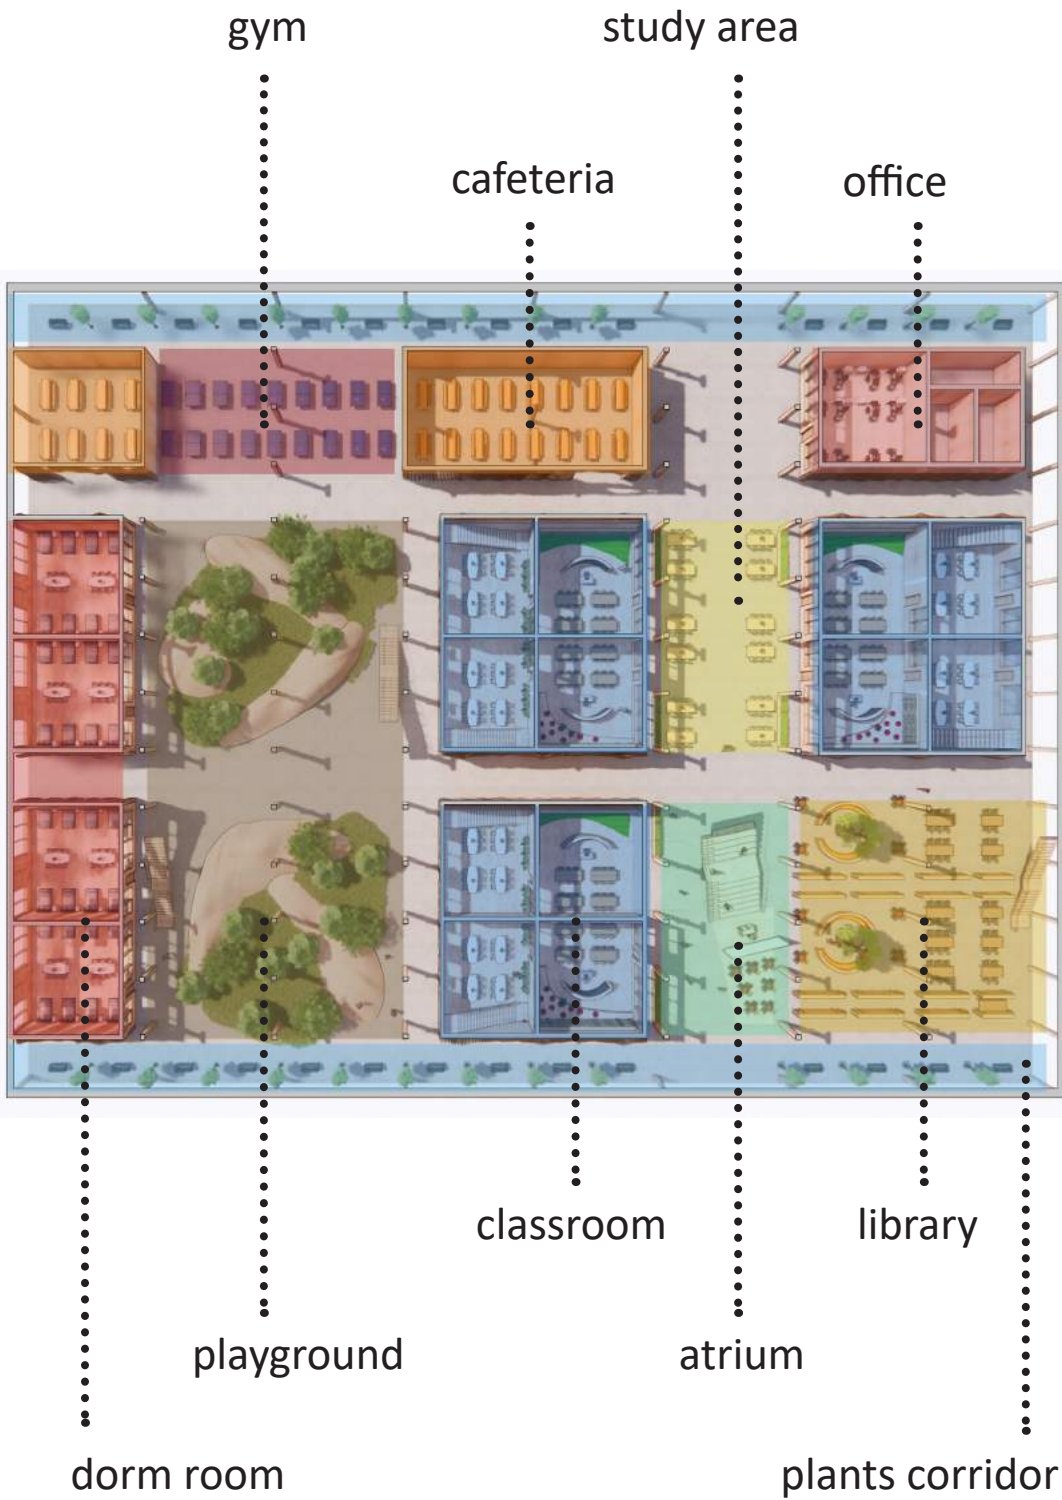 gym
study area
cafeteria
office
classroom
library
playground
atrium
dorm room
plants corridor